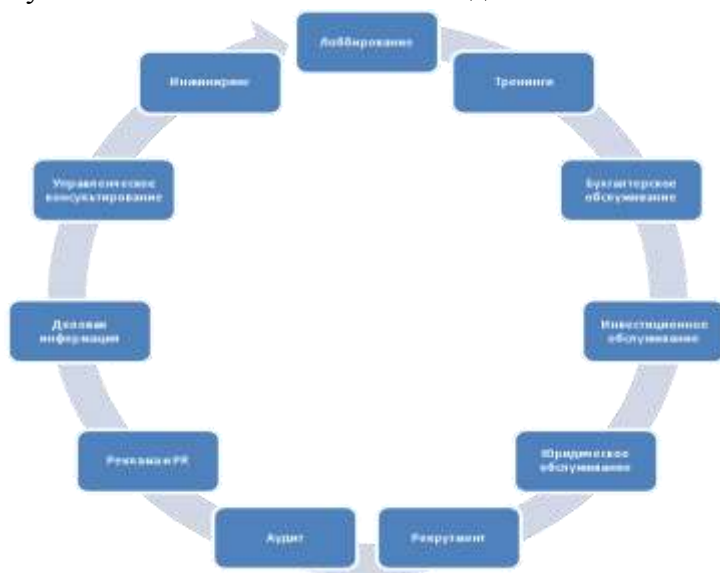 Лоббирование
Тренинги
Бухгалтерское
обслуживание
Инвестиционное
обслуживание
Юридическое
обслуживание
Рекрутмент
Аудит
Реклама и PR
Деловая
информация
Управленческое
консультирование
Инжиниринг